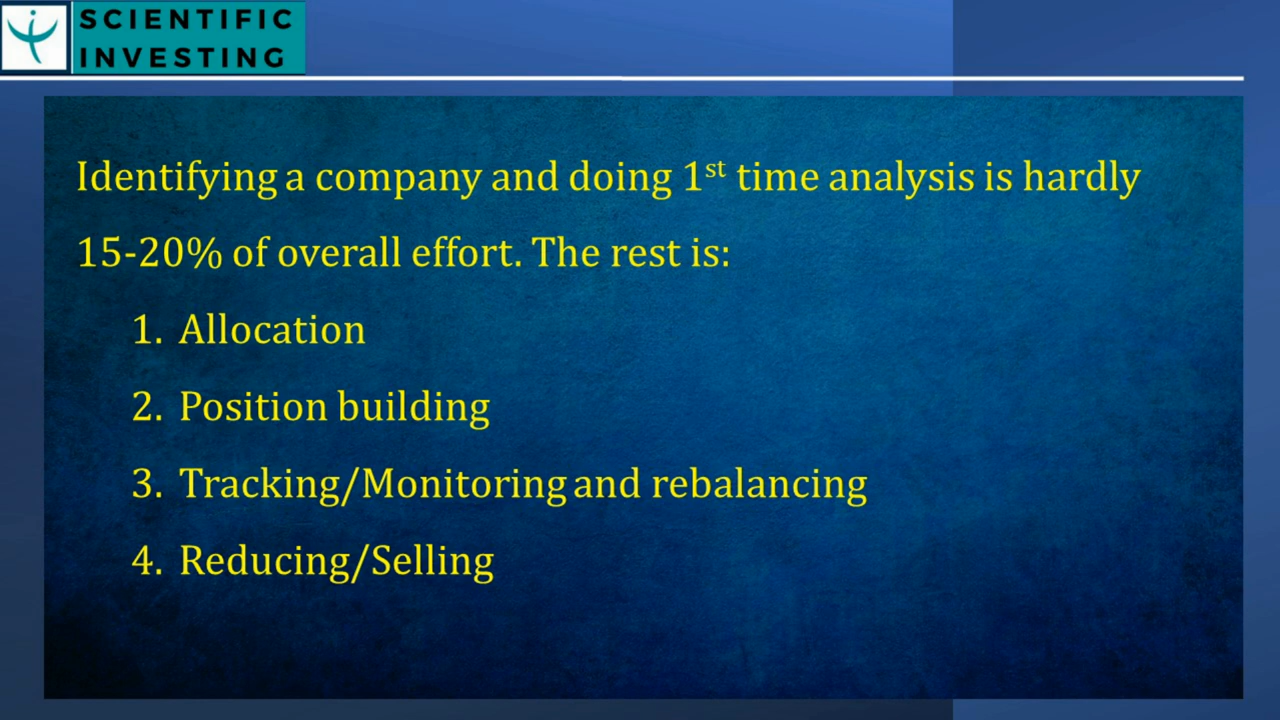 SCIENTIFIC
INVESTING
Identifying a company and doing 1st time analysis is hardly
15-20% of overall effort. The rest is:
1. Allocation
2. Position building
3. Tracking/Monitoring and rebalancing
4. Reducing/Selling